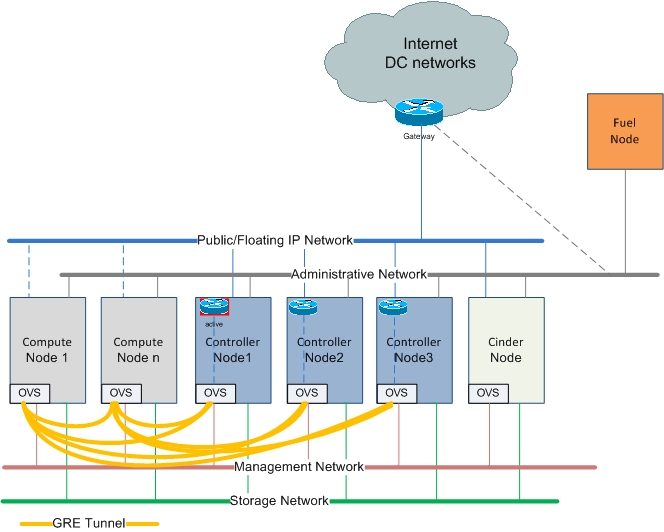 Internet
DC networks
Gateway
Fuel
Node
Public/Floating IP Network
Administrative Network
active
Compute
Node 1
Compute
Node n
Controller
Node1
Controller
Node2
Controller
Node3
Cinder
Node
OVS
OVS
OVS
OVS
OVS
OVS
Management Network
Storage Network
GRE Tunnel